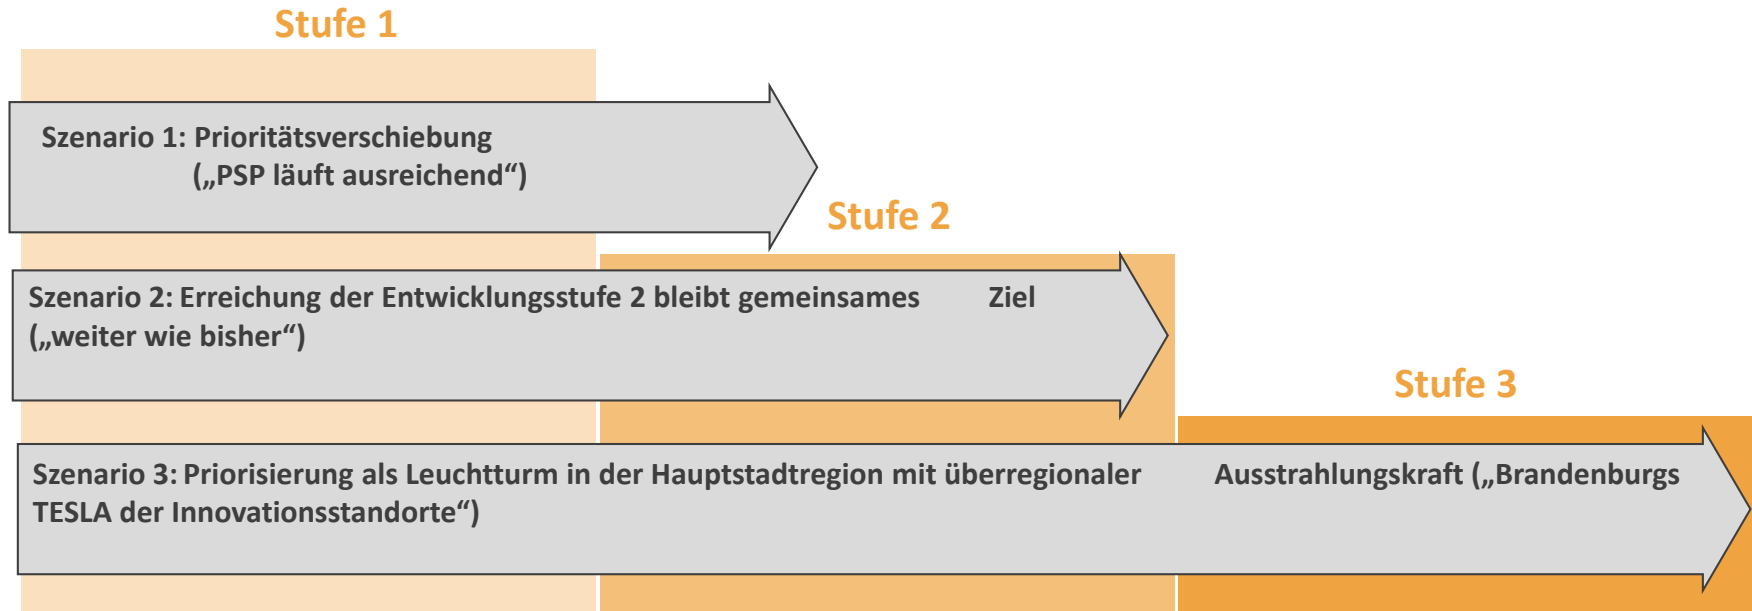 Stufe 1
Szenario 1: Prioritätsverschiebung
(„PSP läuft ausreichend“)
Stufe 2
Szenario 2: Erreichung der Entwicklungsstufe 2 bleibt gemeinsames Ziel
(„weiter wie bisher“)
Stufe 3
Szenario 3: Priorisierung als Leuchtturm in der Hauptstadtregion mit überregionaler Ausstrahlungskraft („Brandenburgs
TESLA der Innovationsstandorte“)